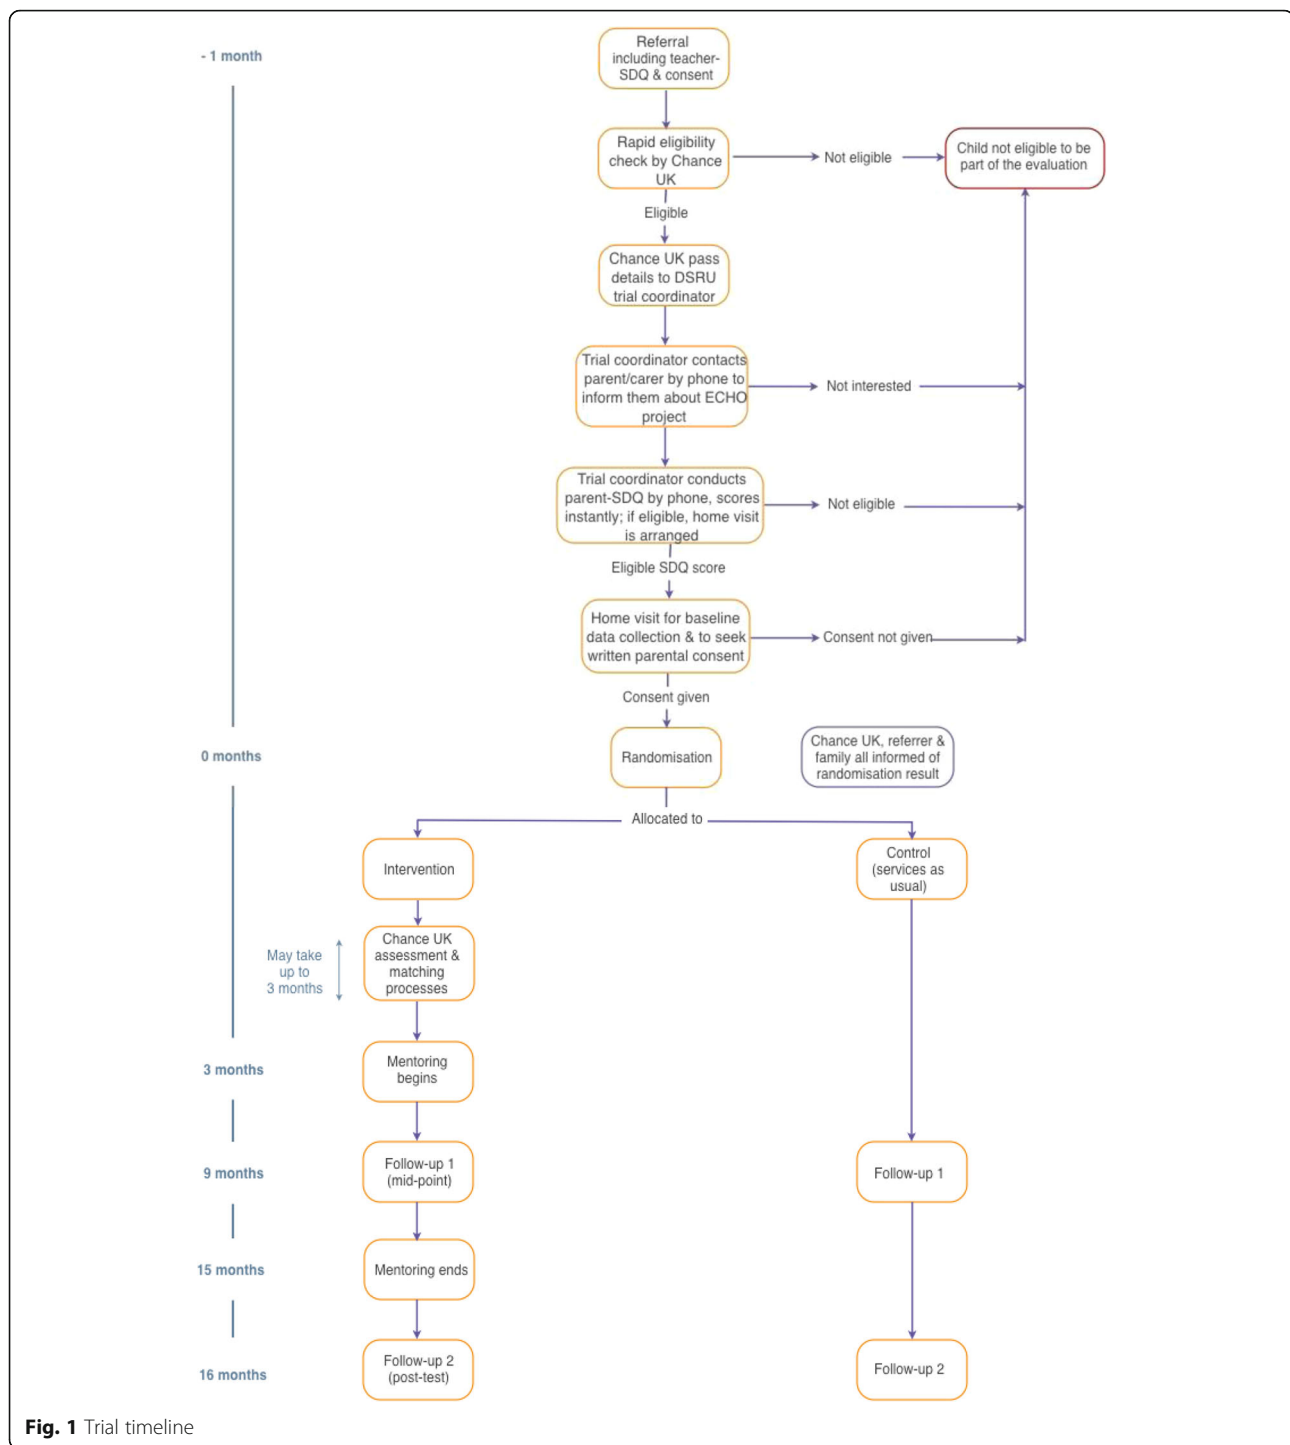 - 1 month
Referral
including teacher-
SDQ & consent
Rapid eligibility
check by Chance
UK
Not eligible
Child not eligible to be
part of the evaluation
Eligible
Chance UK pass
details to DSRU
trial coordinator
Trial coordinator contacts
parent/carer by phone to
inform them about ECHO
project
Not interested
Trial coordinator conducts
parent-SDQ by phone, scores
instantly; if eligible, home visit
is arranged
Not eligible
Eligible SDQ score
Home visit for baseline
data collection & to seek
written parental consent
Consent not given
Consent given
0 months
Randomisation
Chance UK, referrer &
family all informed of
randomisation result
Allocated to
Intervention
Control
(services as
usual)
May take
up to
3 months
Chance UK
assessment &
matching
processes
3 months
Mentoring
begins
9 months
Follow-up 1
(mid-point)
Follow-up 1
15 months
Mentoring ends
16 months
Follow-up 2
(post-test)
Follow-up 2
Fig. 1 Trial timeline